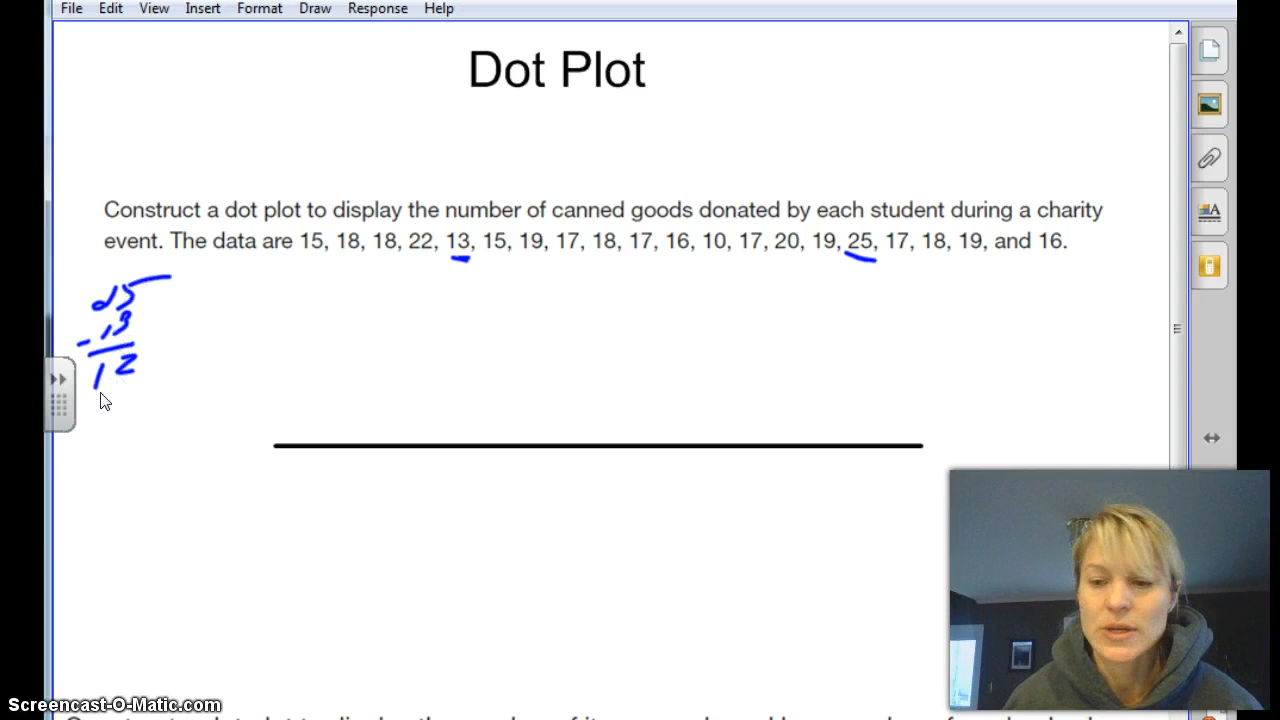 File Edit View Insert Format Draw Response Help
Dot Plot
Construct a dot plot to display the number of canned goods donated by each student during a charity
event. The data are 15, 18, 18, 22, 13, 15, 19, 17, 18, 17, 16, 10, 17, 20, 19, 25, 17, 18, 19, and 16.
25
- 13
12
Screencast-O-Matic.com